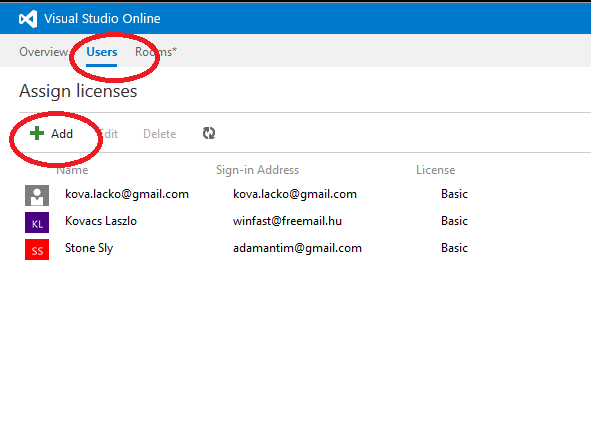 Visual Studio Online
Overview Users Rooms*
Assign licenses
Add Edit Delete
Name Sign-in Address License
kova.lacko@gmail.com kova.lacko@gmail.com Basic
KL Kovacs Laszlo winfast@freemail.hu Basic
SS Stone Sly adamantim@gmail.com Basic